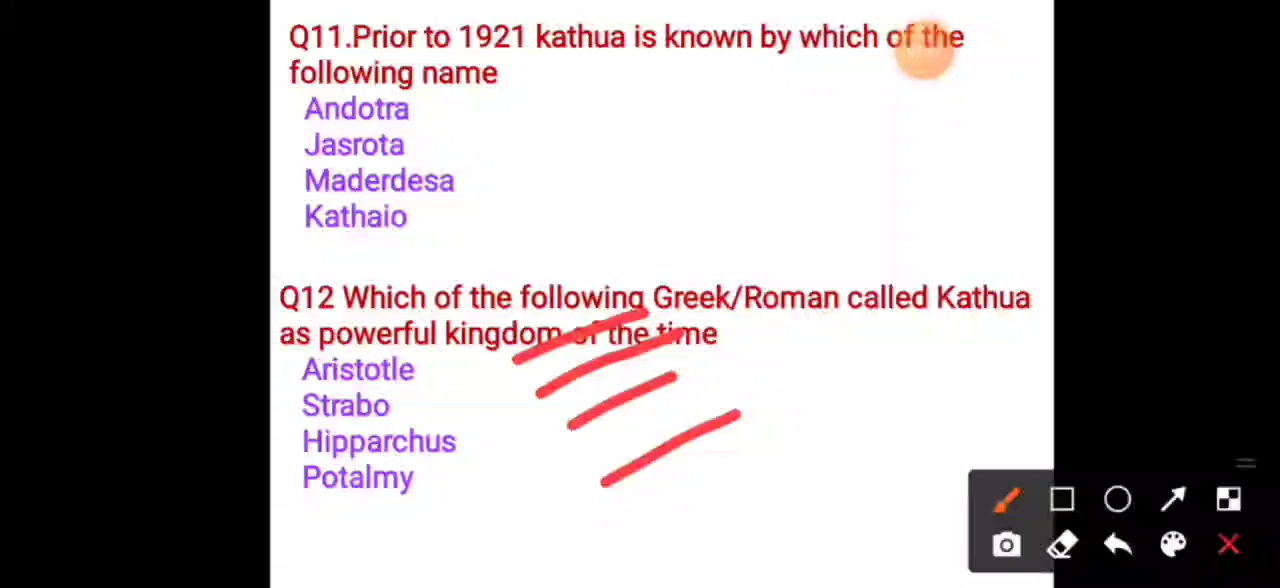 Q11.Prior to 1921 kathua is known by which of the
following name
Andotra
Jasrota
Maderdesa
Kathaio
Q12 Which of the following Greek/Roman called Kathua
as powerful kingdom of the time
Aristotle
Strabo
Hipparchus
Potalmy